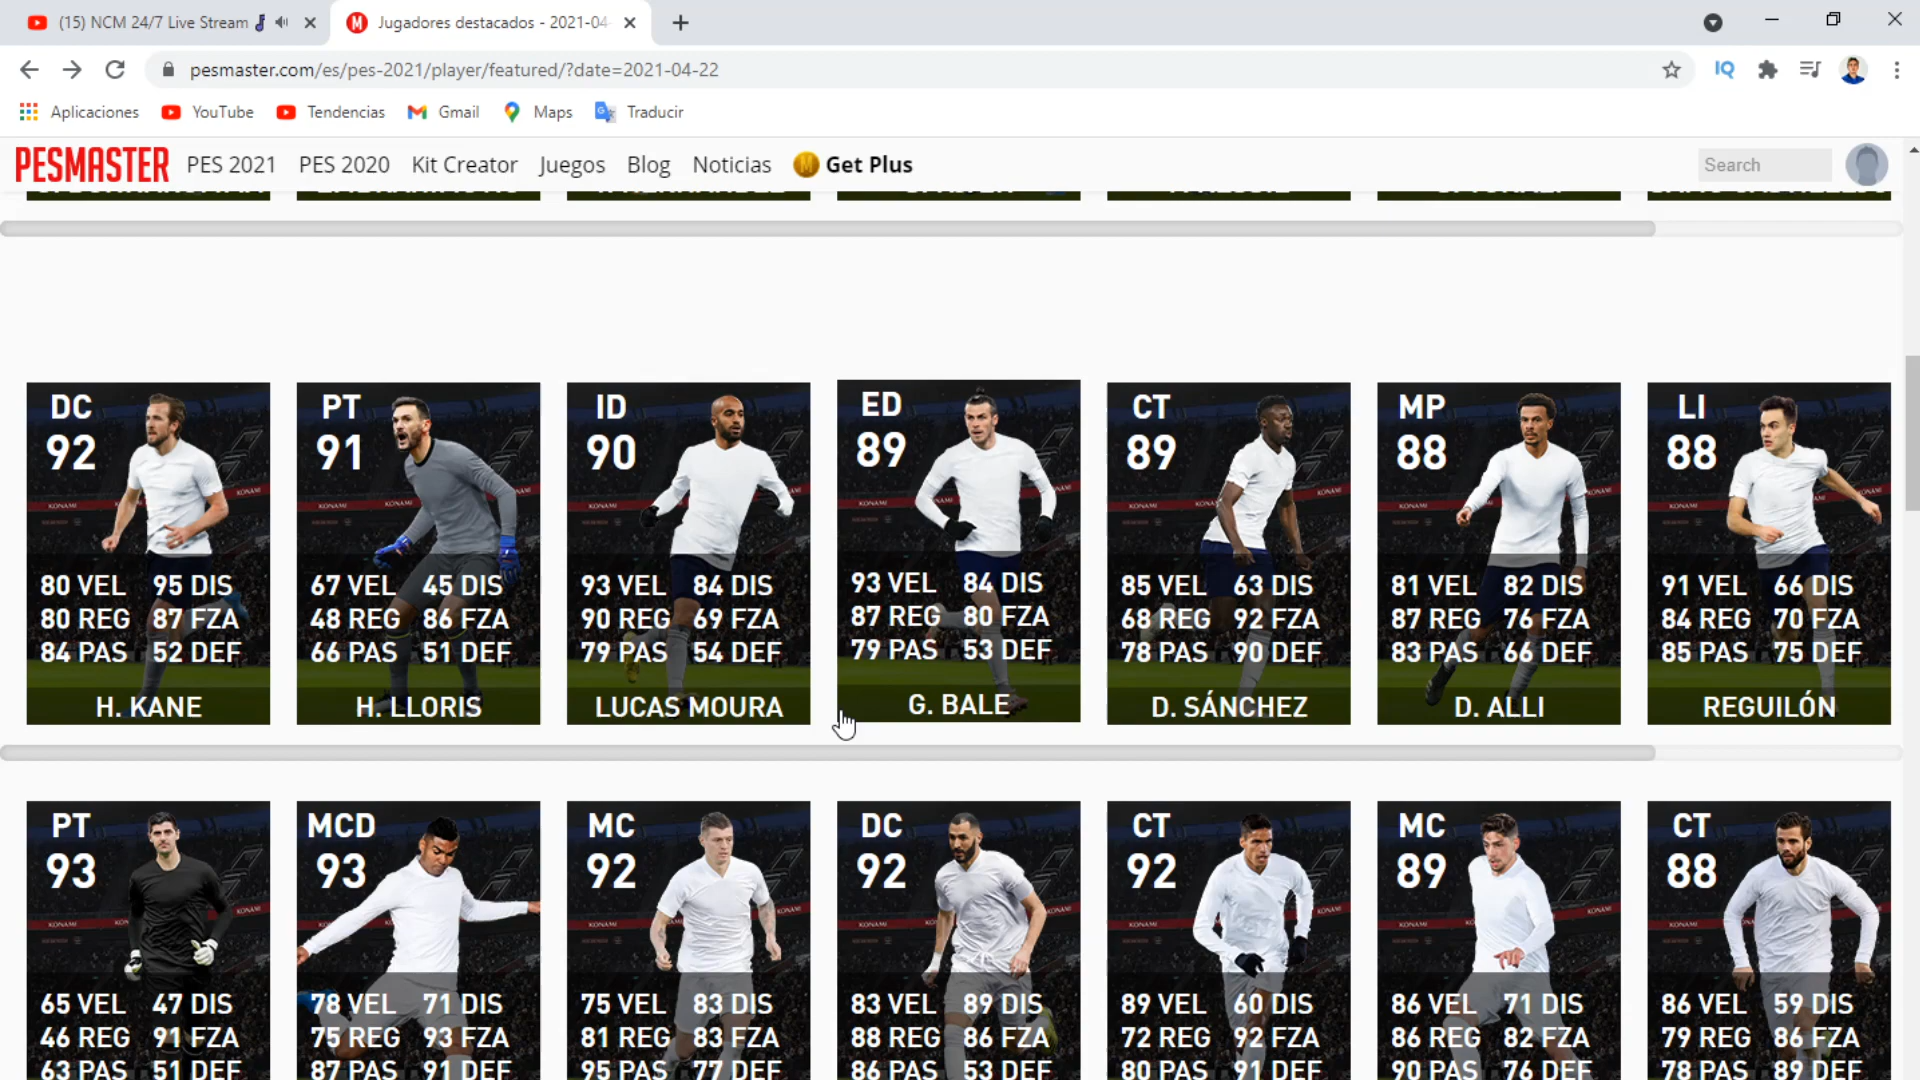 (15) NCM 24/7 Live Stream
Jugadores destacados - 2021-04-
pesmaster.com/es/pes-2021/player/featured/?date=2021-04-22
IQ
Aplicaciones YouTube Tendencias Gmail Maps Traducir
PESMASTER PES 2021 PES 2020 Kit Creator Juegos Blog Noticias Get Plus Search
DC 92
80 VEL 95 DIS
80 REG 87 FZA
84 PAS 52 DEF
H. KANE
PT 91
67 VEL 45 DIS
48 REG 86 FZA
66 PAS 51 DEF
H. LLORIS
ID 90
93 VEL 84 DIS
90 REG 69 FZA
79 PAS 54 DEF
LUCAS MOURA
ED 89
93 VEL 84 DIS
87 REG 80 FZA
79 PAS 53 DEF
G. BALE
CT 89
85 VEL 63 DIS
68 REG 92 FZA
78 PAS 90 DEF
D. SÁNCHEZ
MP 88
81 VEL 82 DIS
87 REG 76 FZA
83 PAS 66 DEF
D. ALLI
LI 88
91 VEL 66 DIS
84 REG 70 FZA
85 PAS 75 DEF
REGUILÓN
PT 93
65 VEL 47 DIS
46 REG 91 FZA
63 PAS 51 DEF
MCD 93
78 VEL 71 DIS
75 REG 93 FZA
87 PAS 91 DEF
MC 92
75 VEL 83 DIS
81 REG 83 FZA
95 PAS 77 DEF
DC 92
83 VEL 89 DIS
88 REG 86 FZA
86 PAS 53 DEF
CT 92
89 VEL 60 DIS
72 REG 92 FZA
80 PAS 91 DEF
MC 89
86 VEL 71 DIS
86 REG 82 FZA
90 PAS 76 DEF
CT 88
86 VEL 59 DIS
79 REG 86 FZA
78 PAS 89 DEF